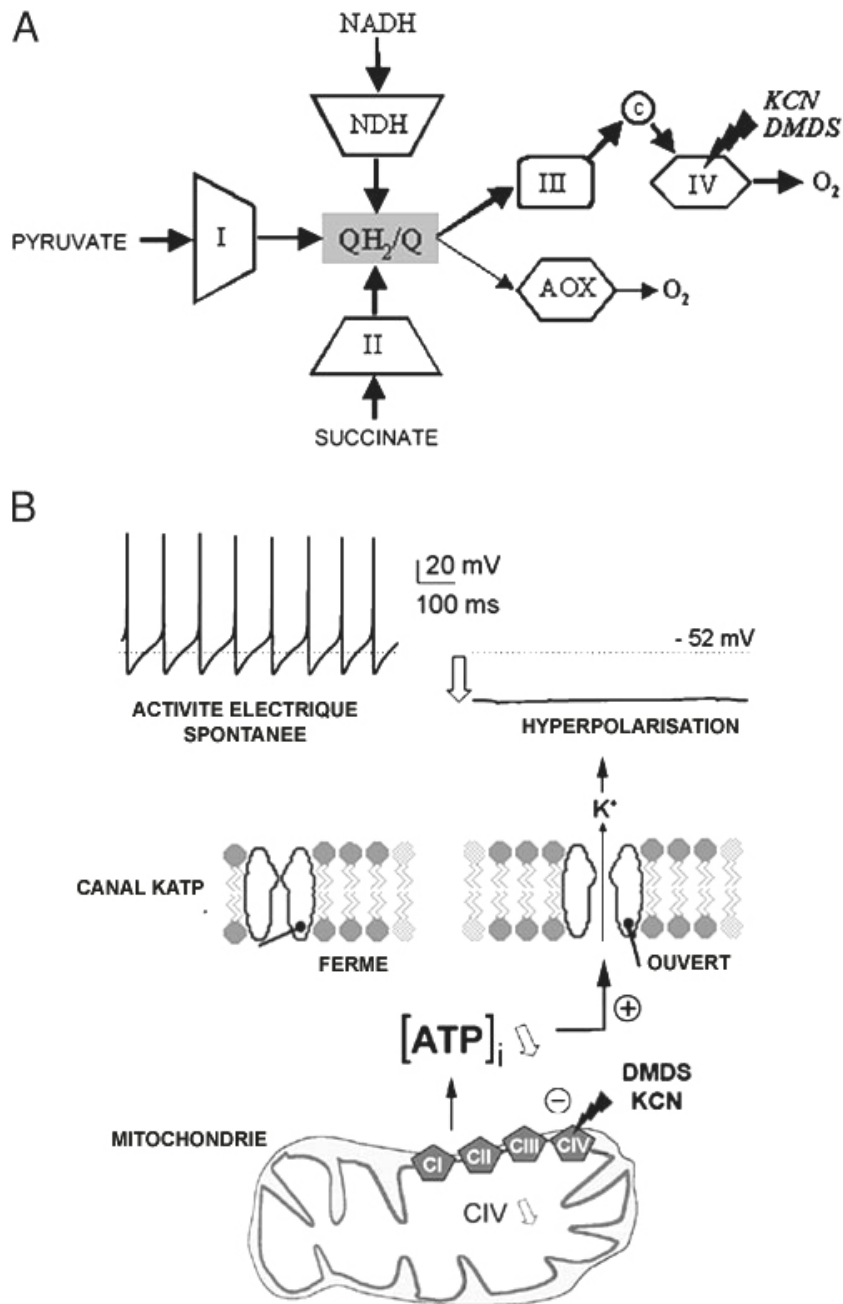 A
NADH
NDH
KCN
DMDS
C
III
IV
O₂
PYRUVATE
I
QH₂/Q
AOX
O₂
II
SUCCINATE
B
20 mV
100 ms
- 52 mV
ACTIVITE ELECTRIQUE
SPONTANEE
HYPERPOLARISATION
K⁺
CANAL KATP
FERME
OUVERT
+
[ATP]i
DMDS
KCN
−
MITOCHONDRIE
CI
CII
CIII
CIV
CIV